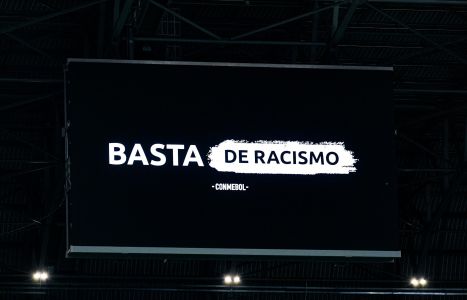 BASTA DE RACISMO
- CONMEBOL -